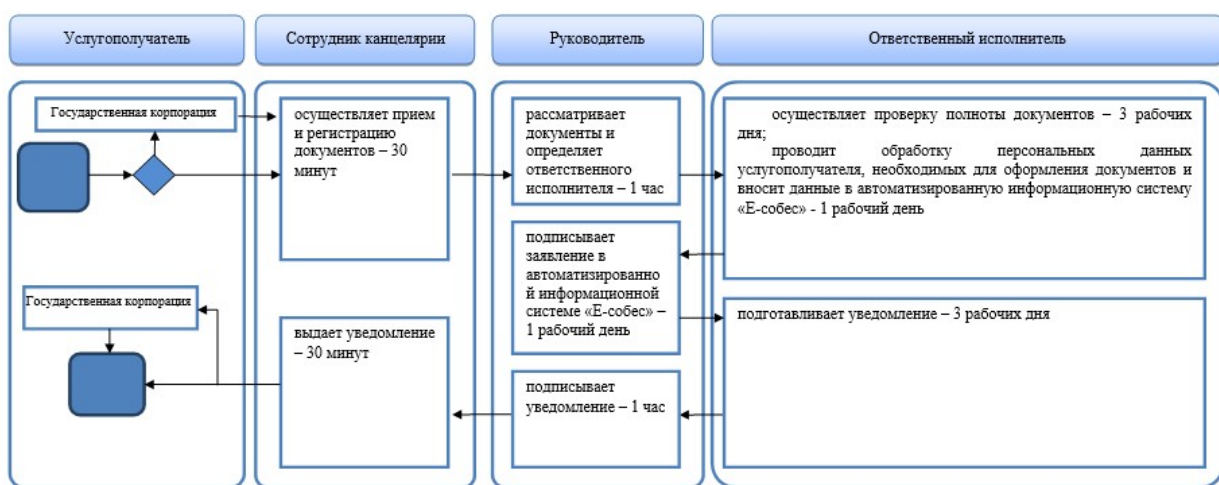 Услугополучатель
Сотрудник канцелярии
Руководитель
Ответственный исполнитель
Государственная корпорация
осуществляет прием
и регистрацию
документов – 30
минут
рассматривает
документы и
определяет
ответственного
исполнителя – 1 час
осуществляет проверку полноты документов – 3 рабочих
дня;
проводит обработку персональных данных
услугополучателя, необходимых для оформления документов и
вносит данные в автоматизированную информационную систему
«Е-собес» - 1 рабочий день
подписывает
заявление в
автоматизированно
й информационной
системе «Е-собес» –
1 рабочий день
Государственная корпорация
выдает уведомление
– 30 минут
подготавливает уведомление – 3 рабочих дня
подписывает
уведомление – 1 час